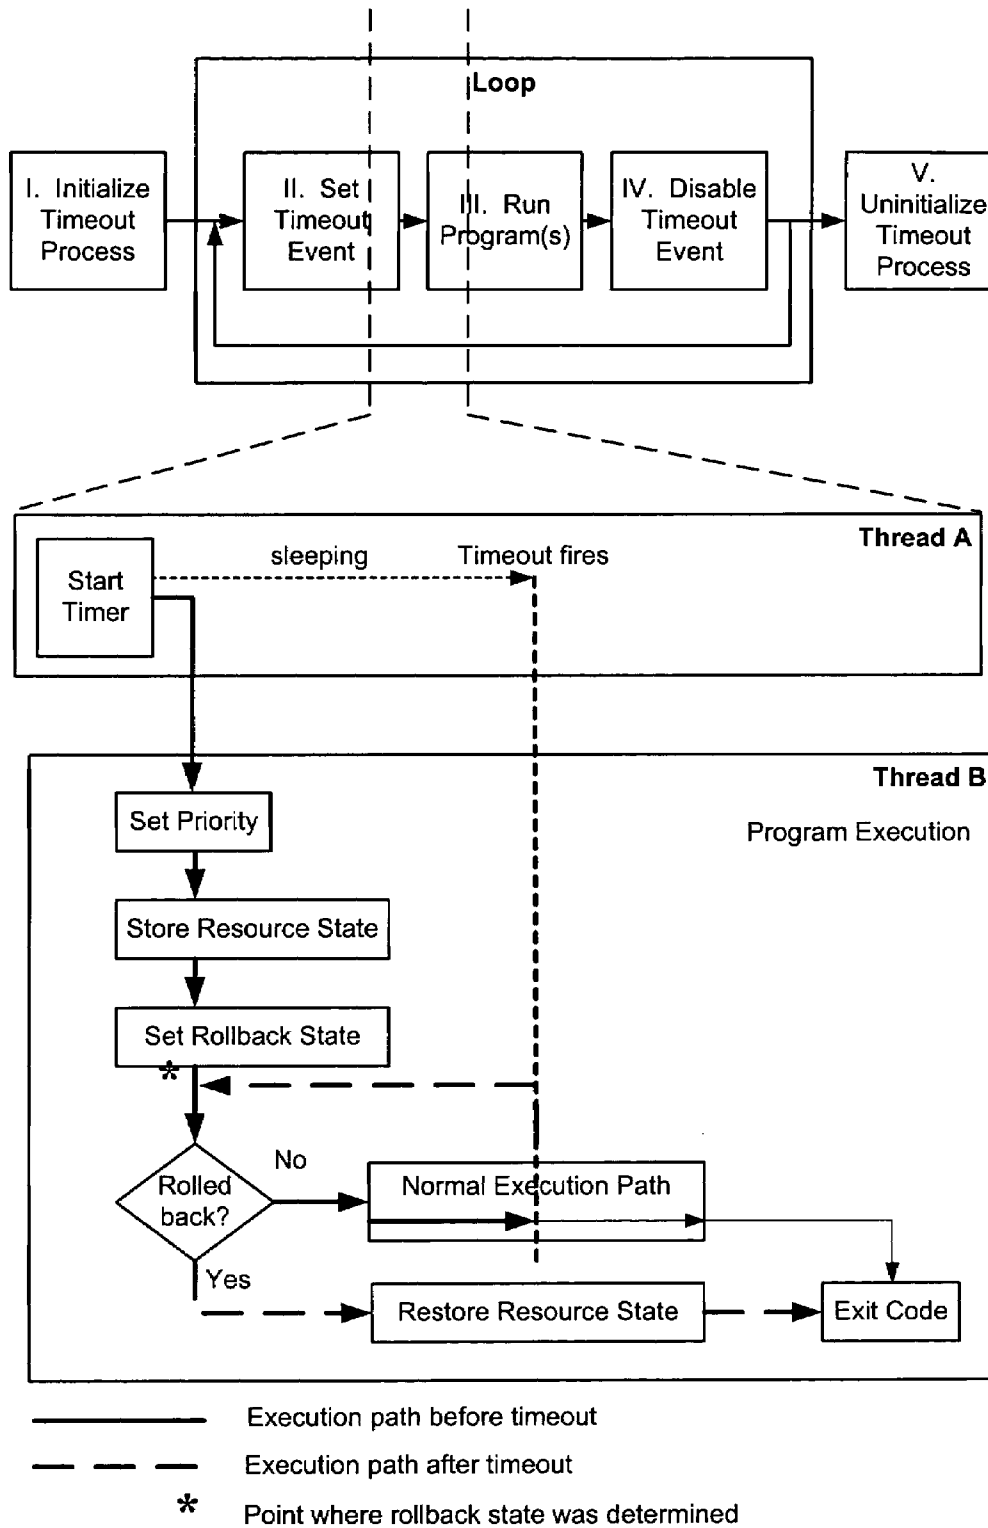 Loop
I. Initialize
Timeout
Process
II. Set
Timeout
Event
III. Run
Program(s)
IV. Disable
Timeout
Event
V.
Uninitialize
Timeout
Process
Thread A
Start
Timer
sleeping
Timeout fires
Thread B
Program Execution
Set Priority
Store Resource State
Set Rollback State
*
Rolled
back?
No
Normal Execution Path
Yes
Restore Resource State
Exit Code
Execution path before timeout
Execution path after timeout
* Point where rollback state was determined